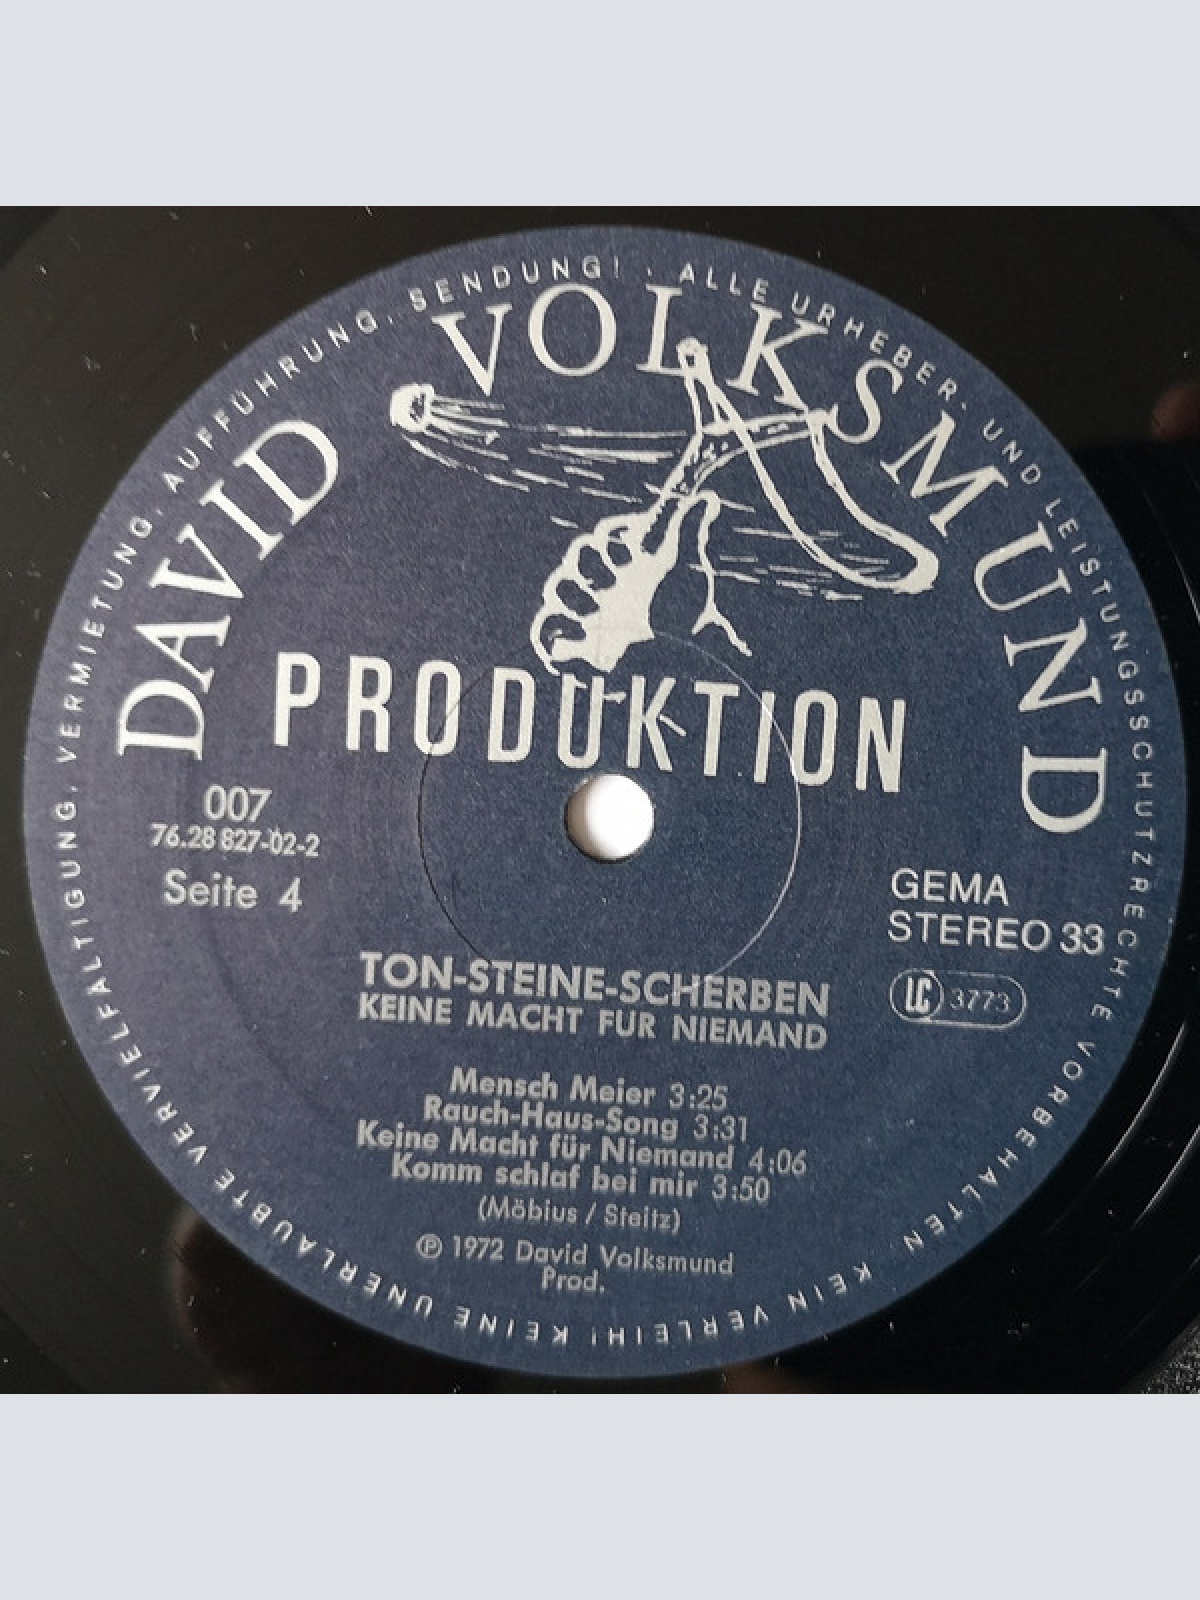 DAVID VOLKSMUND
PRODUKTION
007
76.28 827-02-2
Seite 4
GEMA
STEREO 33
LC 3773
TON-STEINE-SCHERBEN
KEINE MACHT FUR NIEMAND
Mensch Meier 3:25
Rauch-Haus-Song 3:31
Keine Macht für Niemand 4:06
Komm schlaf bei mir 3:50
(Möbius / Steitz)
℗ 1972 David Volksmund
Prod.
ALLE URHEBER- UND LEISTUNGSSCHUTZRECHTE VORBEHALTEN. KEIN VERLEIH! KEINE UNERLAUBTE VERVIELFALTIGUNG, VERMIETUNG, AUFFÜHRUNG, SENDUNG! ·